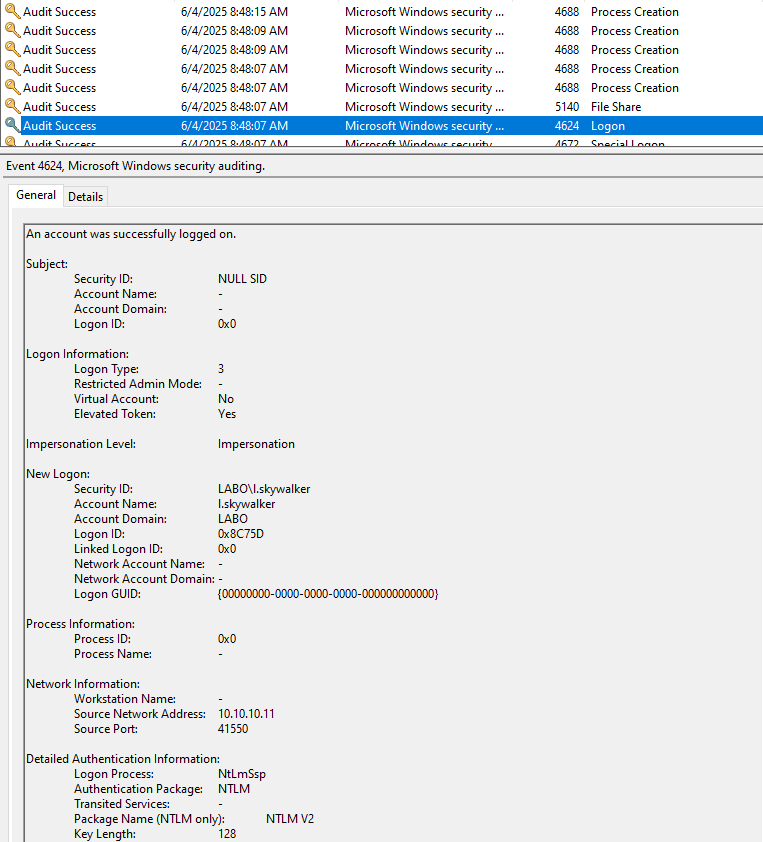 Audit Success 6/4/2025 8:48:15 AM Microsoft Windows security ... 4688 Process Creation
Audit Success 6/4/2025 8:48:09 AM Microsoft Windows security ... 4688 Process Creation
Audit Success 6/4/2025 8:48:09 AM Microsoft Windows security ... 4688 Process Creation
Audit Success 6/4/2025 8:48:07 AM Microsoft Windows security ... 4688 Process Creation
Audit Success 6/4/2025 8:48:07 AM Microsoft Windows security ... 4688 Process Creation
Audit Success 6/4/2025 8:48:07 AM Microsoft Windows security ... 5140 File Share
Audit Success 6/4/2025 8:48:07 AM Microsoft Windows security ... 4624 Logon
Audit Success 6/4/2025 8:48:07 AM Microsoft Windows security ... 4672 Special Logon
Event 4624, Microsoft Windows security auditing.
General Details
An account was successfully logged on.
Subject:
Security ID: NULL SID
Account Name: -
Account Domain: -
Logon ID: 0x0
Logon Information:
Logon Type: 3
Restricted Admin Mode: -
Virtual Account: No
Elevated Token: Yes
Impersonation Level: Impersonation
New Logon:
Security ID: LABO\l.skywalker
Account Name: l.skywalker
Account Domain: LABO
Logon ID: 0x8C75D
Linked Logon ID: 0x0
Network Account Name: -
Network Account Domain: -
Logon GUID: {00000000-0000-0000-0000-000000000000}
Process Information:
Process ID: 0x0
Process Name: -
Network Information:
Workstation Name: -
Source Network Address: 10.10.10.11
Source Port: 41550
Detailed Authentication Information:
Logon Process: NtLmSsp
Authentication Package: NTLM
Transited Services: -
Package Name (NTLM only): NTLM V2
Key Length: 128